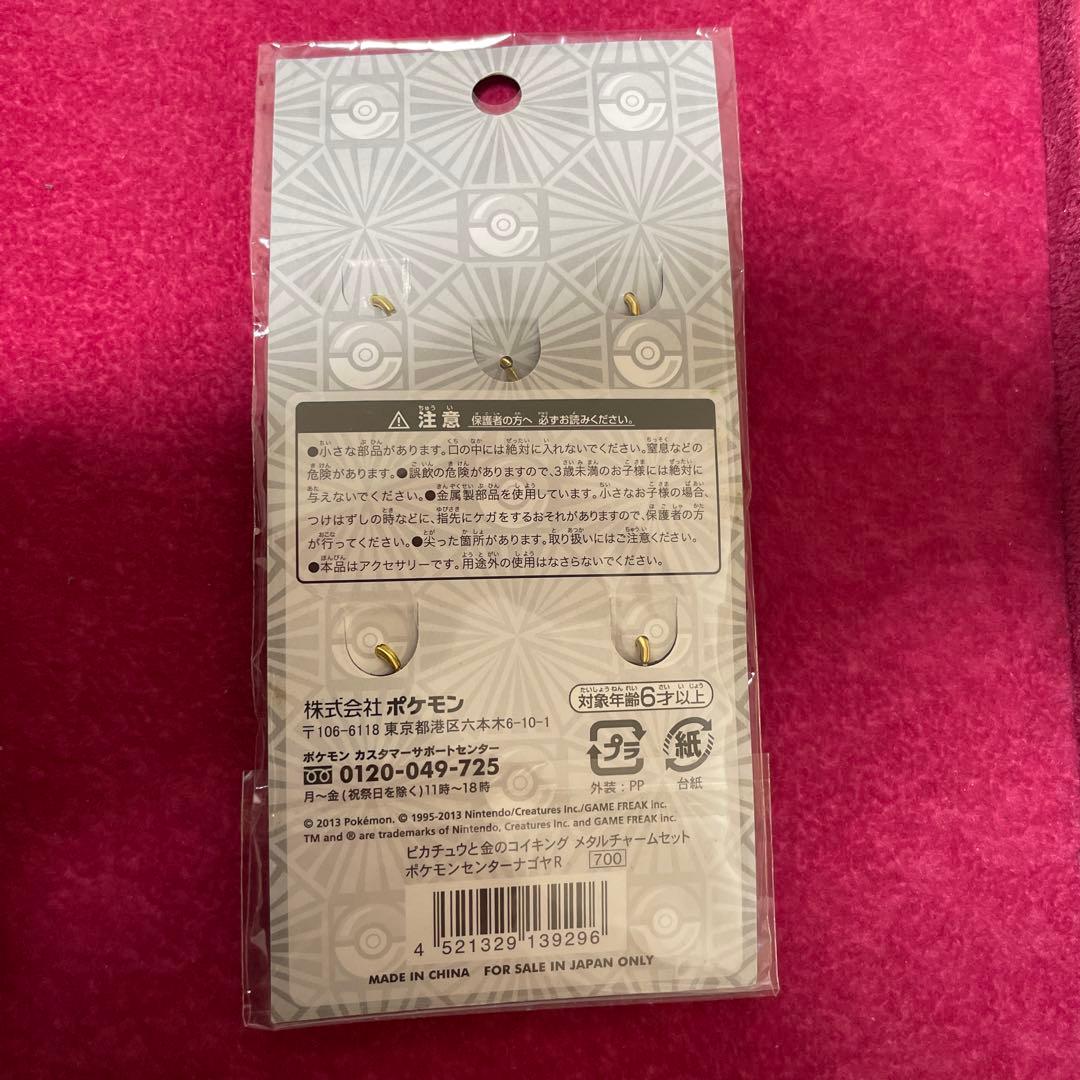 ⚠ 注意 保護者の方へ 必ずお読みください。
●小さな部品があります。口の中には絶対に入れないでください。窒息などの
危険があります。●誤飲の危険がありますので、3歳未満のお子様には絶対に
与えないでください。●金属製部品を使用しています。小さなお子様の場合、
つけはずしの時などに、指先にケガをするおそれがありますので、保護者の方
が行ってください。●尖った箇所があります。取り扱いにはご注意ください。
●本品はアクセサリーです。用途外の使用はなさらないでください。
対象年齢6才以上
株式会社 ポケモン
〒106-6118 東京都港区六本木6-10-1
ポケモン カスタマーサポートセンター
0120-049-725
月～金(祝祭日を除く)11時～18時
プラ
外装：PP
紙
台紙
© 2013 Pokémon. © 1995-2013 Nintendo/Creatures Inc./GAME FREAK inc.
TM and ® are trademarks of Nintendo, Creatures Inc. and GAME FREAK inc.
ピカチュウと金のコイキング メタルチャームセット
ポケモンセンターナゴヤR 700
4 521329 139296
MADE IN CHINA FOR SALE IN JAPAN ONLY